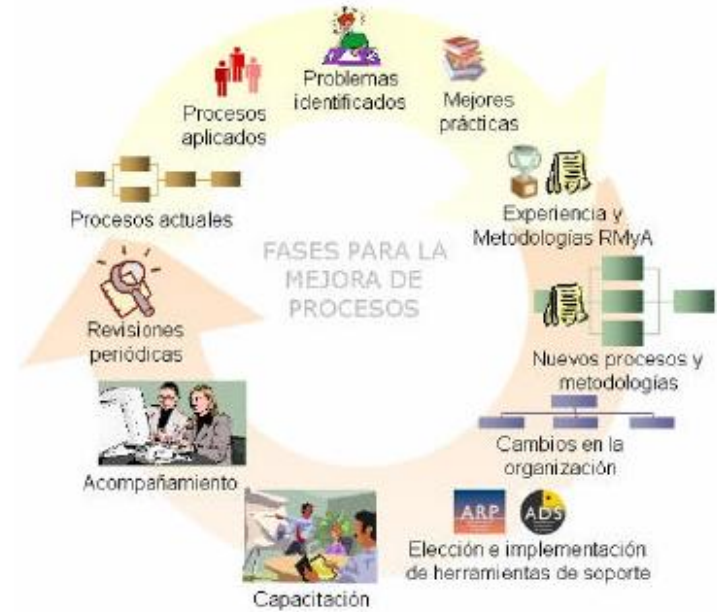 Problemas
identificados
Mejores
prácticas
Procesos
aplicados
Experiencia y
Metodologías RMyA
Procesos actuales
FASES PARA LA
MEJORA DE
PROCESOS
Nuevos procesos y
metodologías
Revisiones
periódicas
Cambios en la
organización
Acompañamiento
ARP
ADS
Elección e implementación
de herramientas de soporte
Capacitación